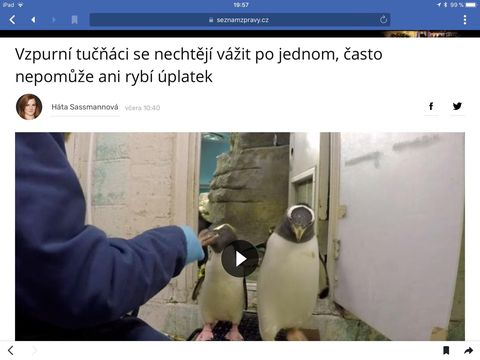 iPad
19:57
99 %
seznamzpravy.cz
Vzpurní tučňáci se nechtějí vážit po jednom, často
nepomůže ani rybí úplatek
Háta Sassmannová
včera 10:40